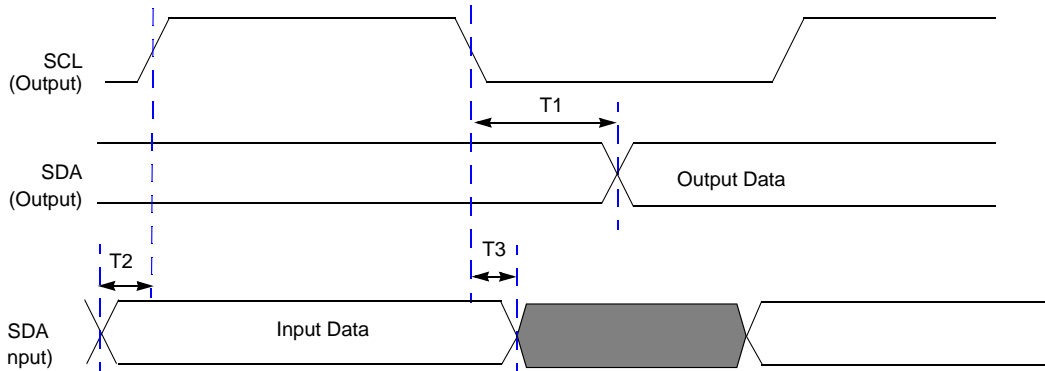 SCL
(Output)
T1
SDA
(Output)
Output Data
T2
T3
SDA
nput)
Input Data